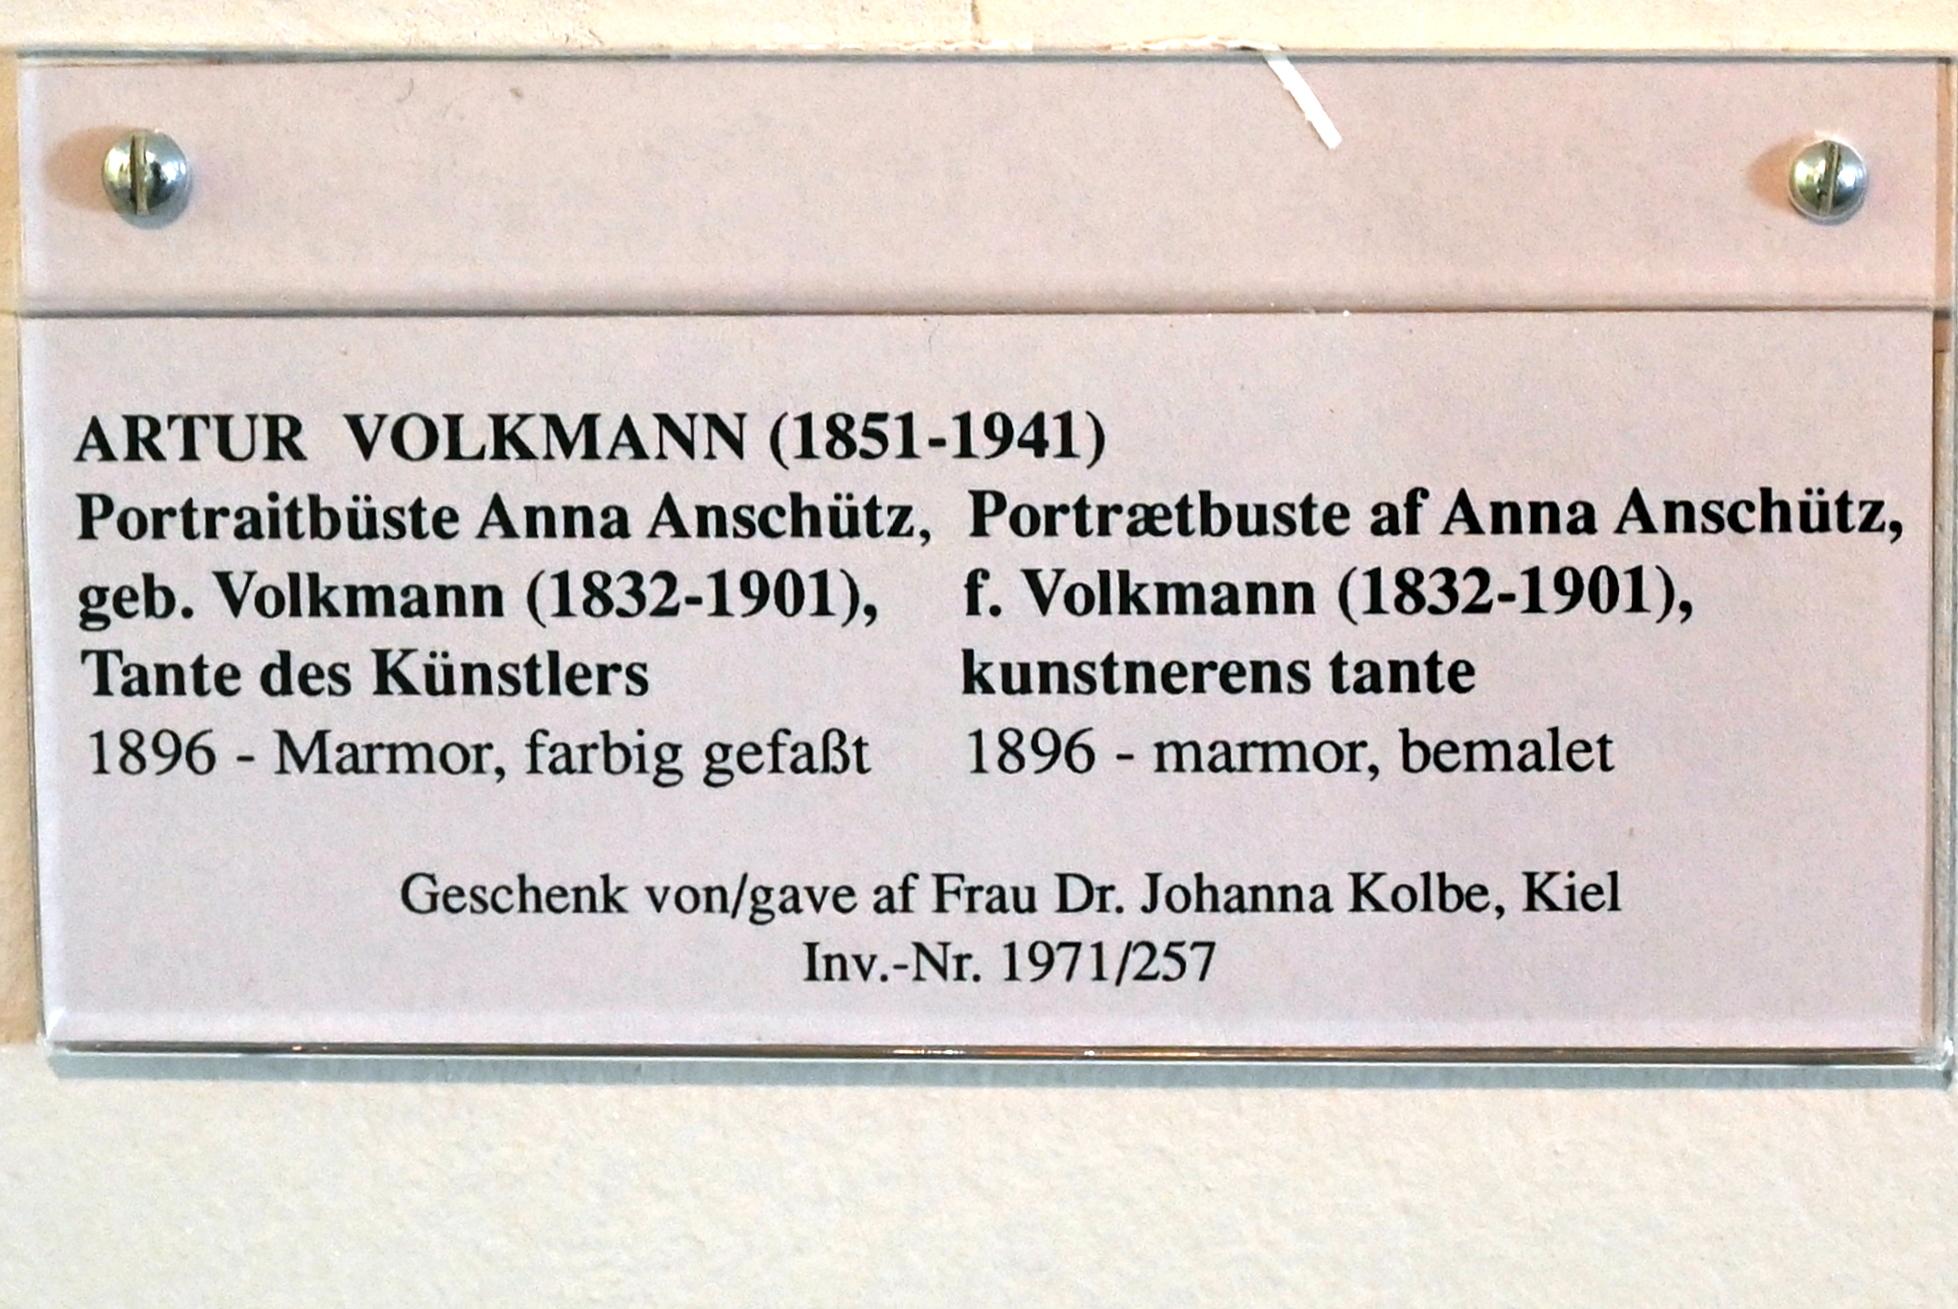 ARTUR VOLKMANN (1851-1941)
Portraitbüste Anna Anschütz,
geb. Volkmann (1832-1901),
Tante des Künstlers
1896 - Marmor, farbig gefaßt
Portrætbuste af Anna Anschütz,
f. Volkmann (1832-1901),
kunstnerens tante
1896 - marmor, bemalet
Geschenk von/gave af Frau Dr. Johanna Kolbe, Kiel
Inv.-Nr. 1971/257